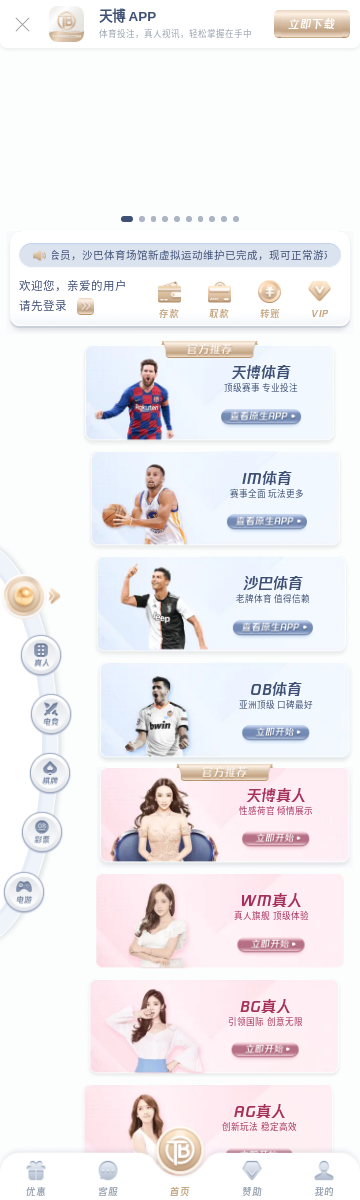 天博 APP
体育投注，真人视讯，轻松掌握在手中
立即下载
会员，沙巴体育场馆新虚拟运动维护已完成，现可正常游
欢迎您，亲爱的用户
请先登录
存款
取款
转账
VIP
官方推荐
天博体育
顶级赛事 专业投注
查看原生APP
Rakuten
IM体育
赛事全面 玩法更多
查看原生APP
沙巴体育
老牌体育 值得信赖
查看原生APP
Jeep
OB体育
亚洲顶级 口碑最好
立即开始
bwin
官方推荐
天博真人
性感荷官 倾情展示
立即开始
WM真人
真人旗舰 顶级体验
立即开始
BG真人
引领国际 创意无限
立即开始
AG真人
创新玩法 稳定高效
真人
电竞
棋牌
彩票
电游
优惠
客服
首页
赞助
我的